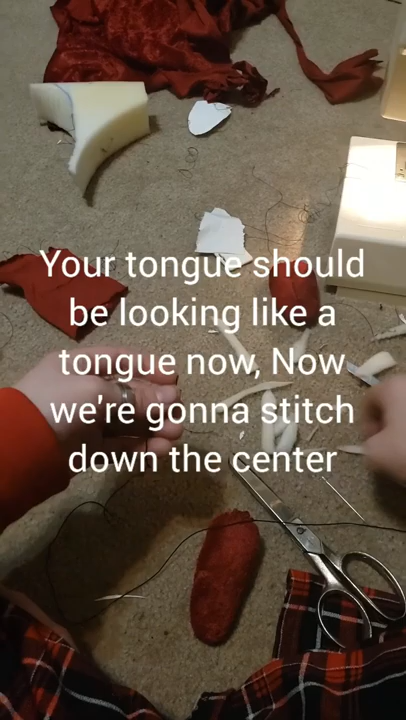 Your tongue should
be looking like a
tongue now, Now
we're gonna stitch
down the center